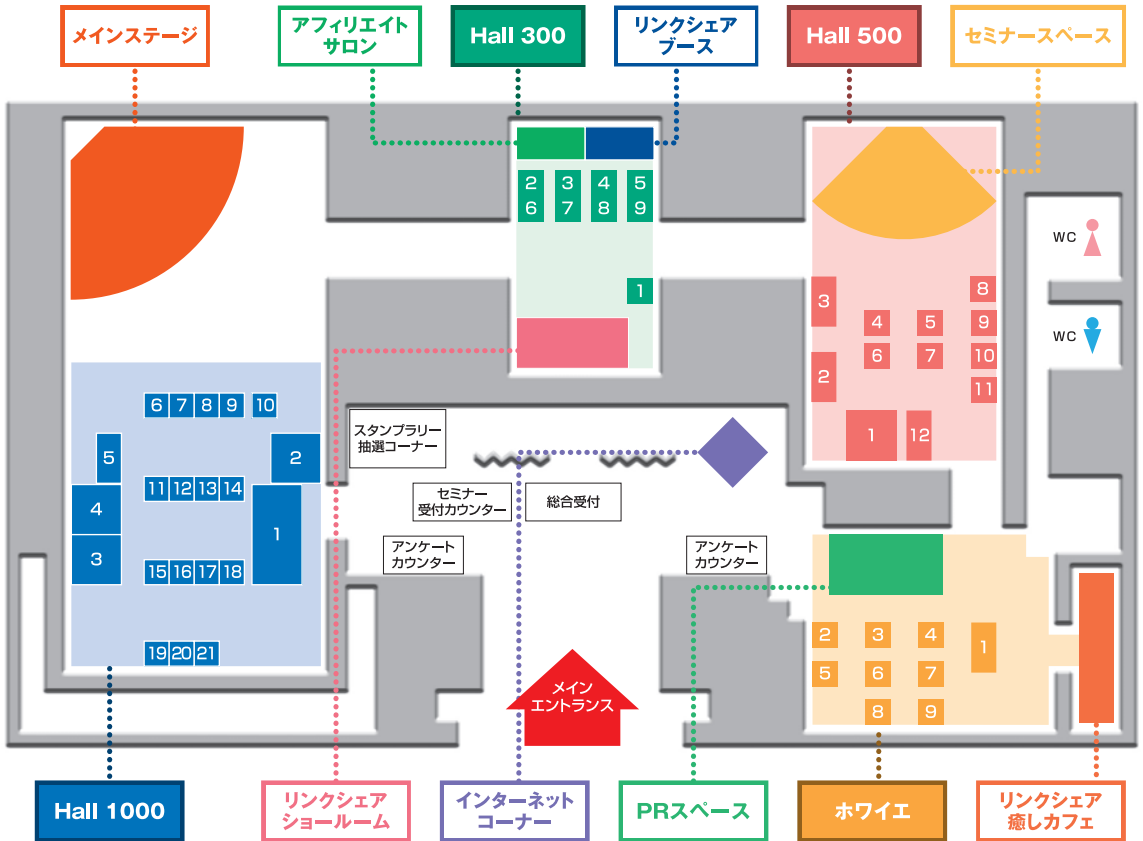 メインステージ
アフィリエイト
サロン
Hall 300
リンクシェア
ブース
Hall 500
セミナースペース
2 3 4 5
6 7 8 9
1
WC
WC
3
8
4 5 9
6 7 10
2
11
1 12
6 7 8 9 10
5
2
11 12 13 14
4
1
3
15 16 17 18
19 20 21
スタンプラリー
抽選コーナー
セミナー
受付カウンター
総合受付
アンケート
カウンター
アンケート
カウンター
メイン
エントランス
2 3 4 1
5 6 7
8 9
Hall 1000
リンクシェア
ショールーム
インターネット
コーナー
PRスペース
ホワイエ
リンクシェア
癒しカフェ